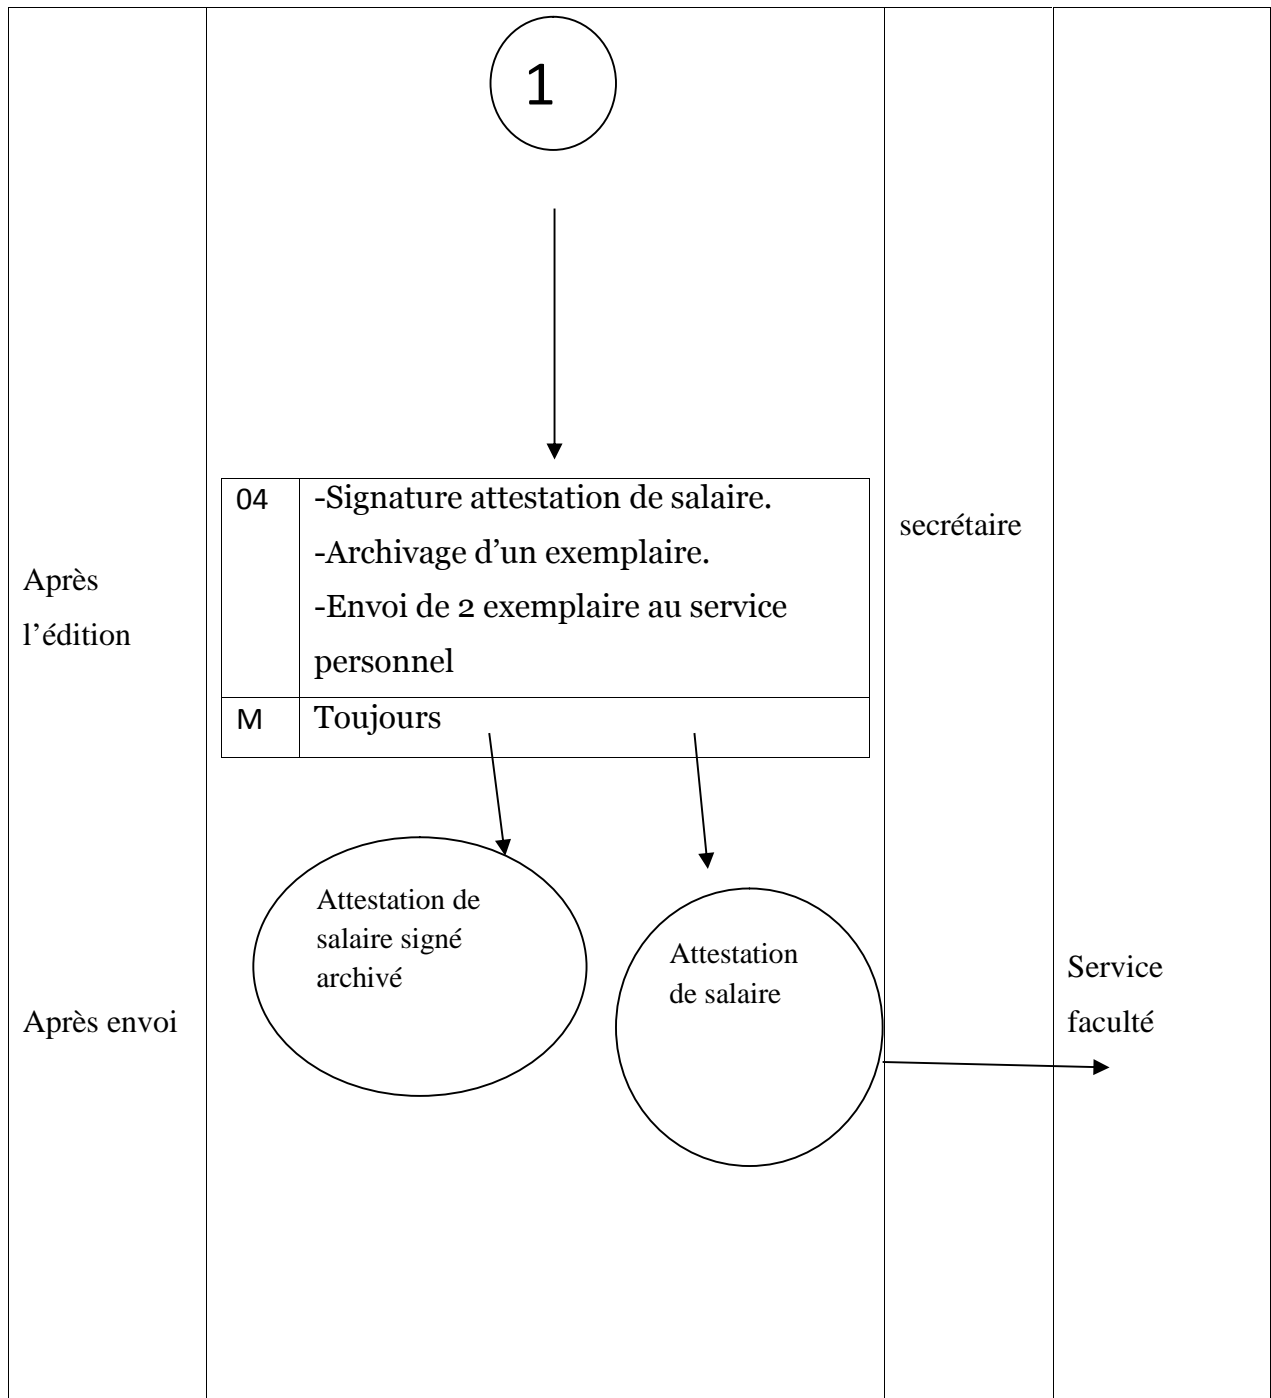 1
04
-Signature attestation de salaire.
-Archivage d’un exemplaire.
-Envoi de 2 exemplaire au service
personnel
secrétaire
Après
l’édition
M
Toujours
Attestation de
salaire signé
archivé
Attestation
de salaire
Service
faculté
Après envoi